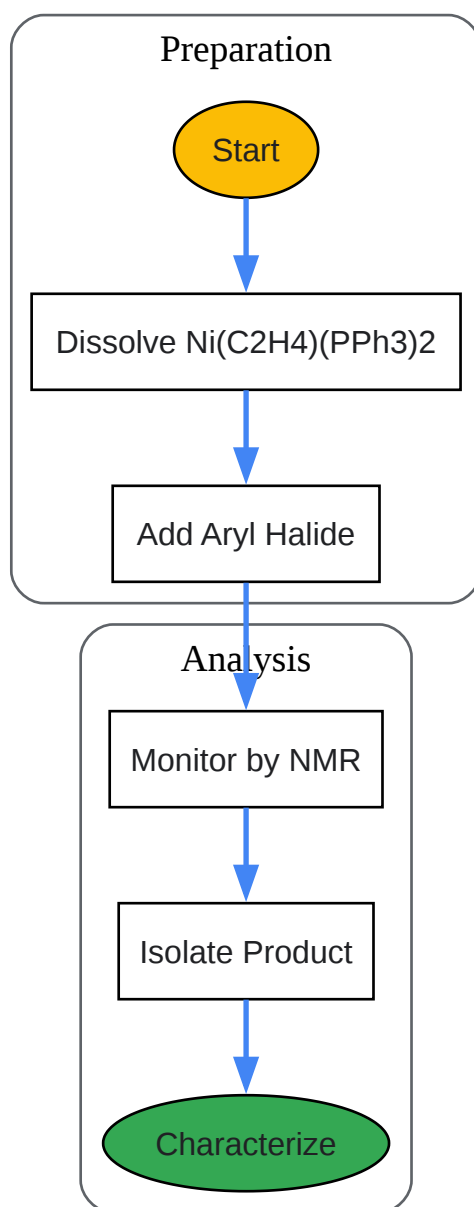 Preparation
Start
Dissolve Ni(C2H4)(PPh3)2
Add Aryl Halide
Analysis
Monitor by NMR
Isolate Product
Characterize